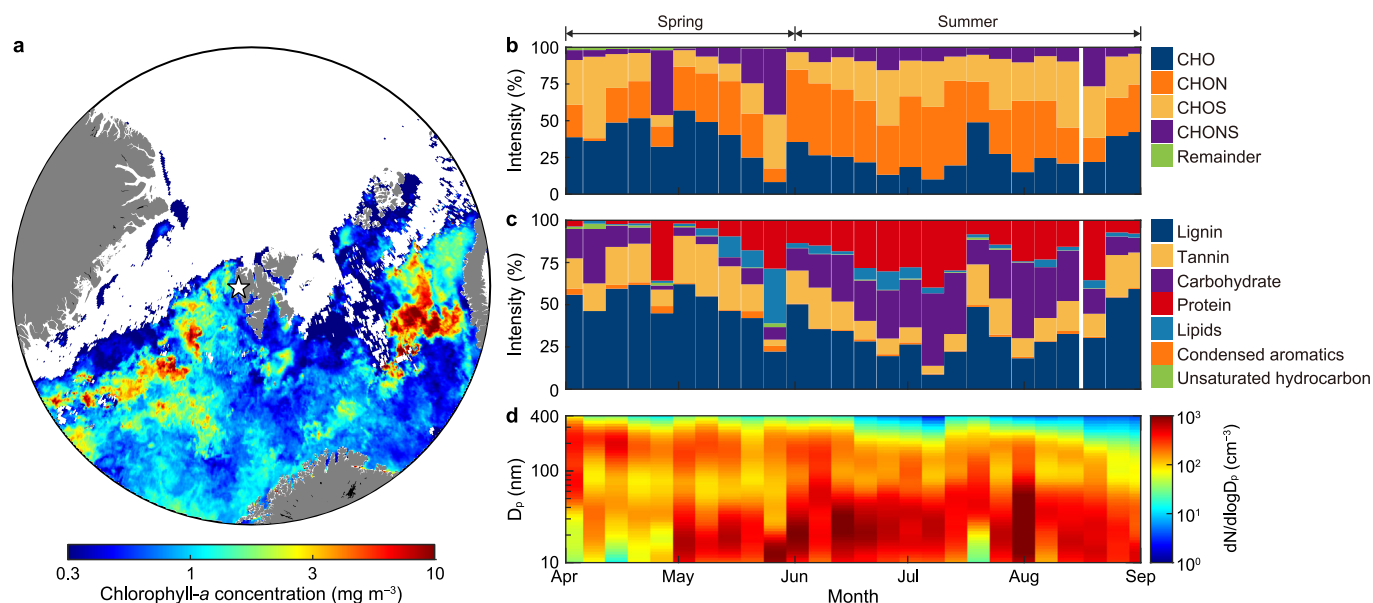 a
0.3 1 3 10
Chlorophyll-a concentration (mg m⁻³)
Spring Summer
b
Intensity (%)
100
75
50
25
0
CHO
CHON
CHOS
CHONS
Remainder
c
Intensity (%)
100
75
50
25
0
Lignin
Tannin
Carbohydrate
Protein
Lipids
Condensed aromatics
Unsaturated hydrocarbon
d
Dₚ (nm)
400
100
10
Apr May Jun Jul Aug Sep
Month
10³
10²
10¹
10⁰
dN/dlogDₚ (cm⁻³)